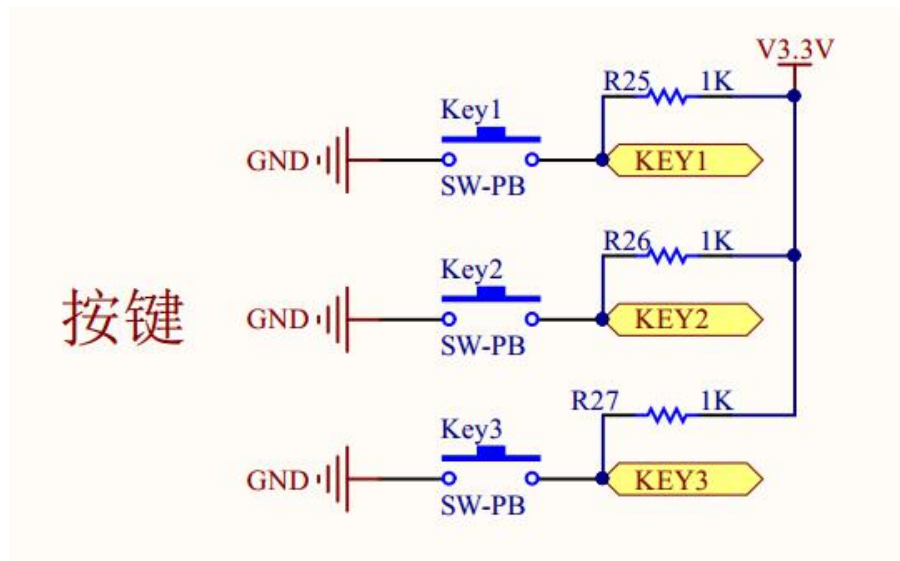 V3.3V
R25 1K
Key1
GND KEY1
SW-PB
R26 1K
Key2
按键 GND KEY2
SW-PB
R27 1K
Key3
GND KEY3
SW-PB